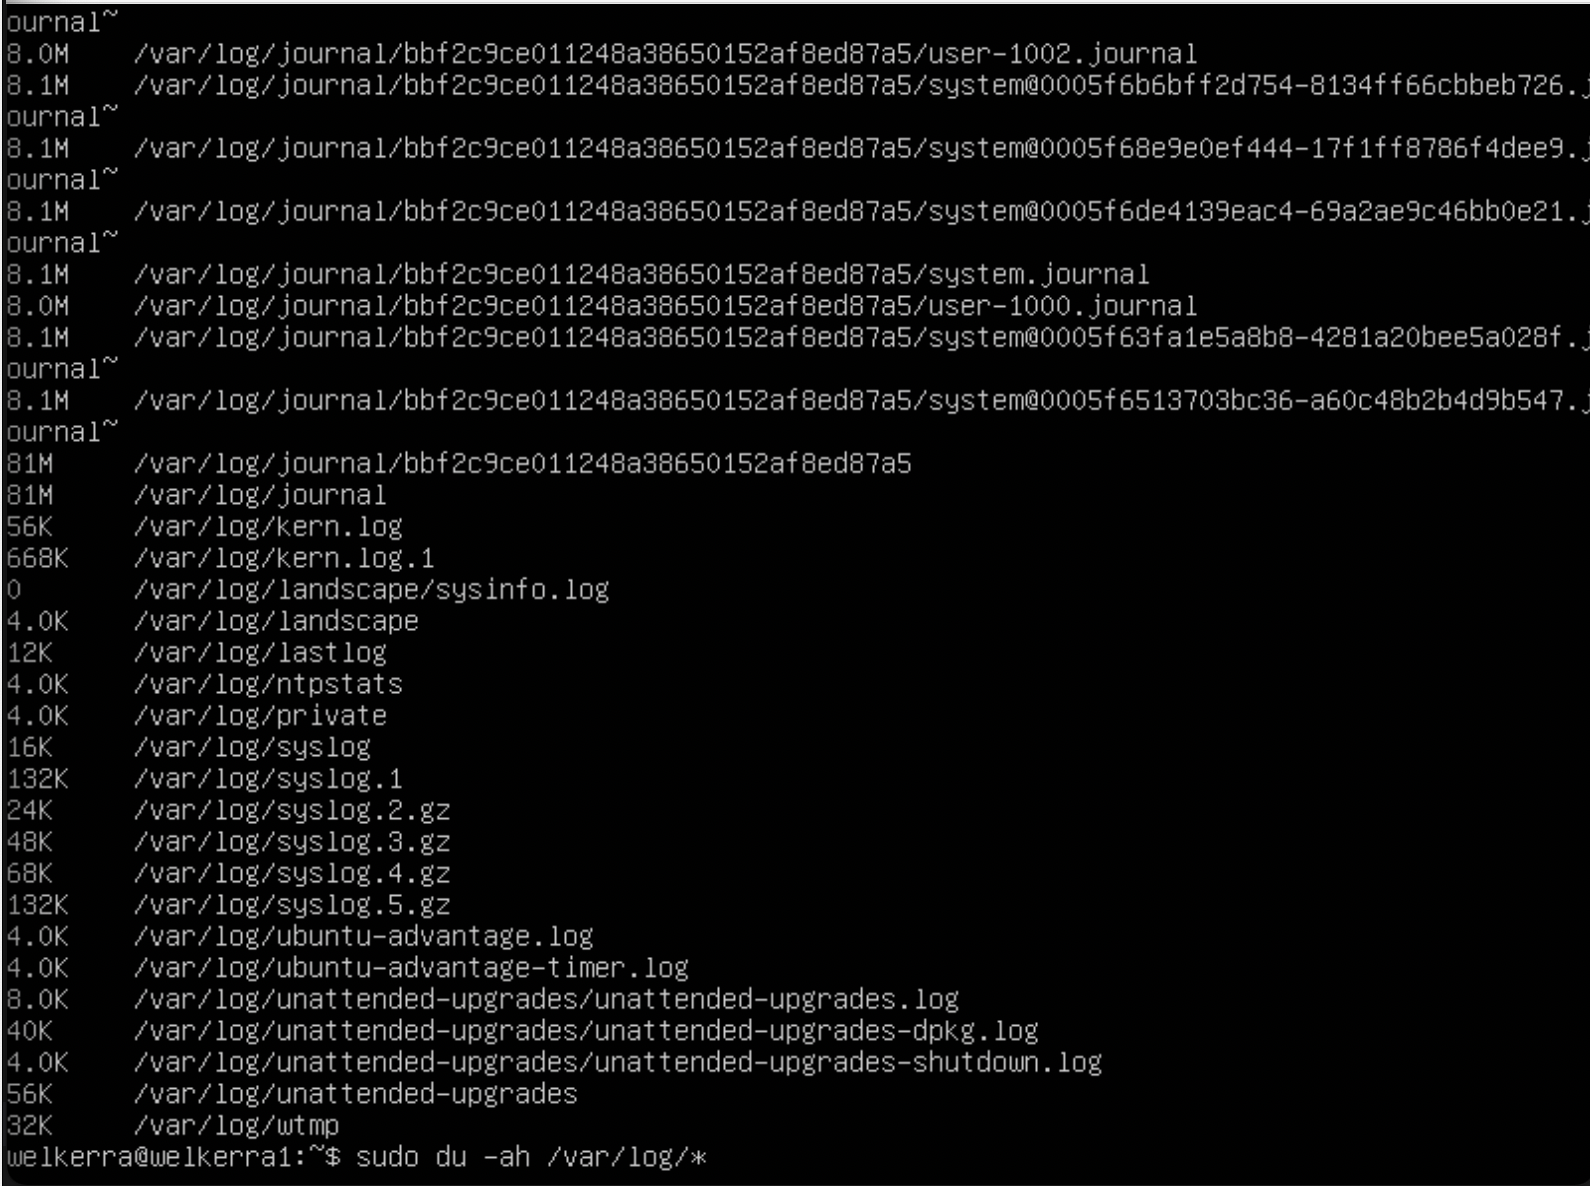 ournal~
8.0M /var/log/journal/bbf2c9ce011248a38650152af8ed87a5/user-1002.journal
8.1M /var/log/journal/bbf2c9ce011248a38650152af8ed87a5/system@0005f6b6bff2d754-8134ff66cbbeb726.j
ournal~
8.1M /var/log/journal/bbf2c9ce011248a38650152af8ed87a5/system@0005f68e9e0ef444-17f1ff8786f4dee9.j
ournal~
8.1M /var/log/journal/bbf2c9ce011248a38650152af8ed87a5/system@0005f6de4139eac4-69a2ae9c46bb0e21.j
ournal~
8.1M /var/log/journal/bbf2c9ce011248a38650152af8ed87a5/system.journal
8.0M /var/log/journal/bbf2c9ce011248a38650152af8ed87a5/user-1000.journal
8.1M /var/log/journal/bbf2c9ce011248a38650152af8ed87a5/system@0005f63fa1e5a8b8-4281a20bee5a028f.j
ournal~
8.1M /var/log/journal/bbf2c9ce011248a38650152af8ed87a5/system@0005f6513703bc36-a60c48b2b4d9b547.j
ournal~
81M /var/log/journal/bbf2c9ce011248a38650152af8ed87a5
81M /var/log/journal
56K /var/log/kern.log
668K /var/log/kern.log.1
0 /var/log/landscape/sysinfo.log
4.0K /var/log/landscape
12K /var/log/lastlog
4.0K /var/log/ntpstats
4.0K /var/log/private
16K /var/log/syslog
132K /var/log/syslog.1
24K /var/log/syslog.2.gz
48K /var/log/syslog.3.gz
68K /var/log/syslog.4.gz
132K /var/log/syslog.5.gz
4.0K /var/log/ubuntu-advantage.log
4.0K /var/log/ubuntu-advantage-timer.log
8.0K /var/log/unattended-upgrades/unattended-upgrades.log
40K /var/log/unattended-upgrades/unattended-upgrades-dpkg.log
4.0K /var/log/unattended-upgrades/unattended-upgrades-shutdown.log
56K /var/log/unattended-upgrades
32K /var/log/wtmp
welkerra@welkerra1:~$ sudo du -ah /var/log/*